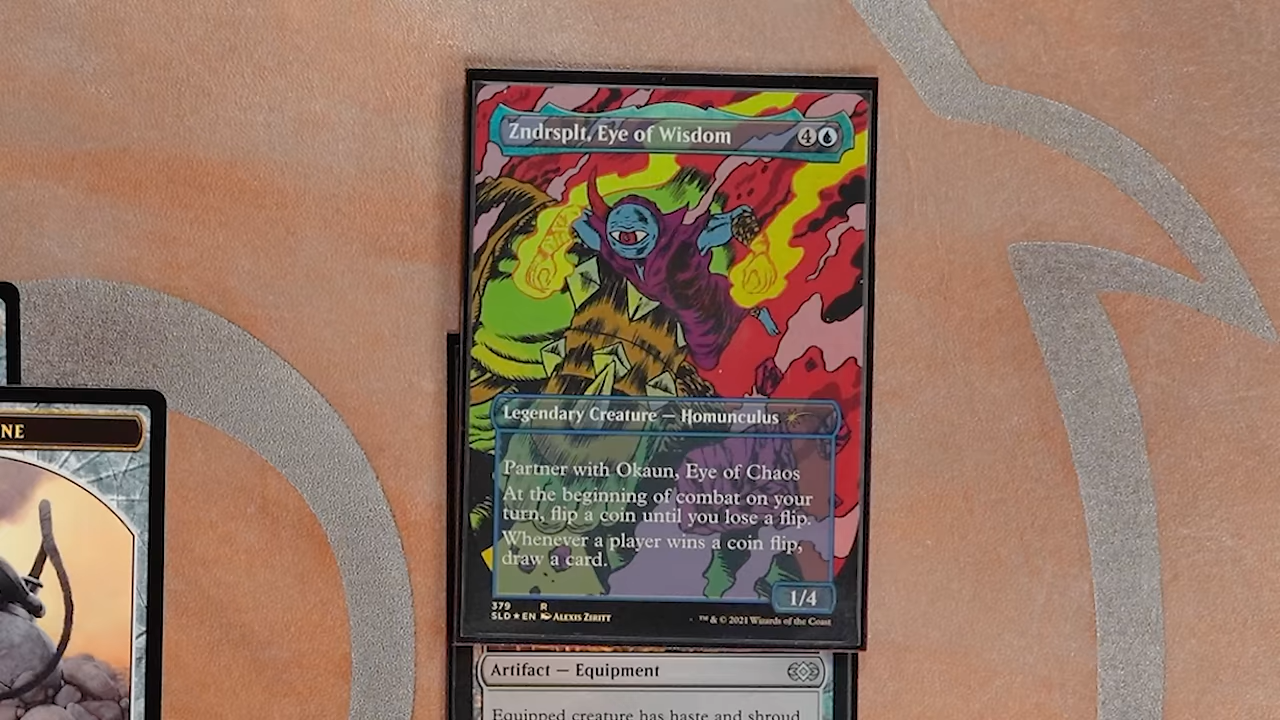 Zndrsplt, Eye of Wisdom 4
NE
Legendary Creature — Homunculus
Partner with Okaun, Eye of Chaos
At the beginning of combat on your
turn, flip a coin until you lose a flip.
Whenever a player wins a coin flip,
draw a card.
1/4
379 R
SLD ★ EN ALEXIS ZIRITT
™ & © 2021 Wizards of the Coast
Artifact — Equipment
Equipped creature has haste and shroud